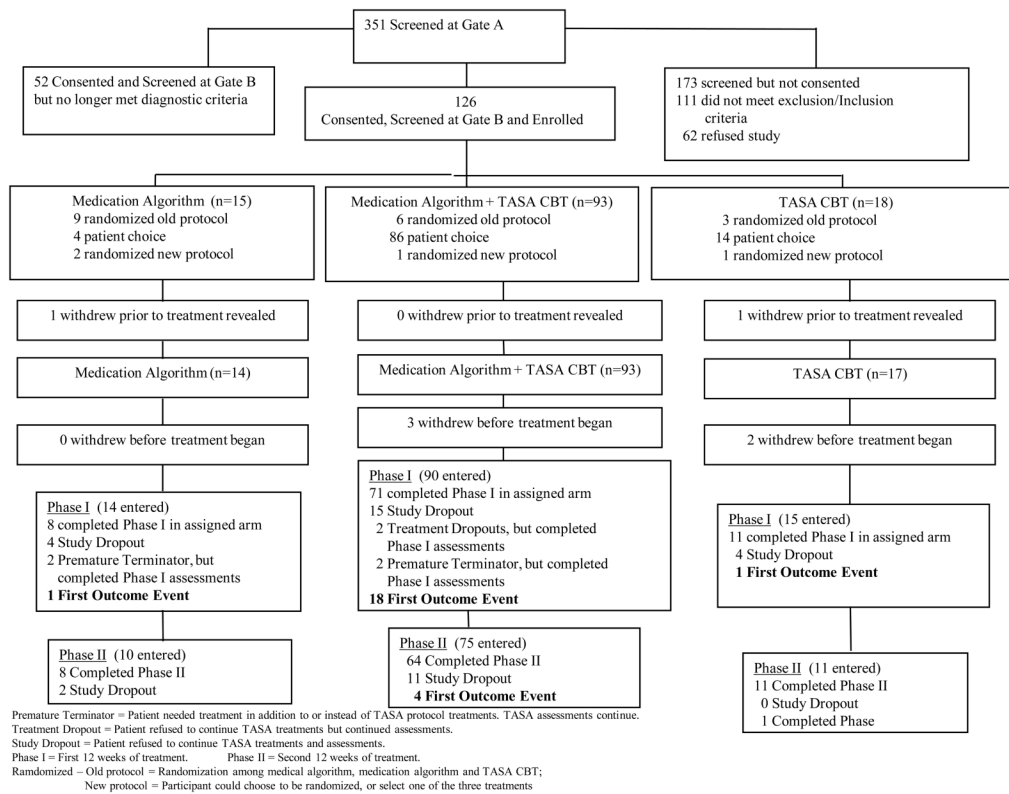 351 Screened at Gate A
52 Consented and Screened at Gate B
but no longer met diagnostic criteria
126
Consented, Screened at Gate B and Enrolled
173 screened but not consented
111 did not meet exclusion/Inclusion
criteria
62 refused study
Medication Algorithm (n=15)
9 randomized old protocol
4 patient choice
2 randomized new protocol
Medication Algorithm + TASA CBT (n=93)
6 randomized old protocol
86 patient choice
1 randomized new protocol
TASA CBT (n=18)
3 randomized old protocol
14 patient choice
1 randomized new protocol
1 withdrew prior to treatment revealed
0 withdrew prior to treatment revealed
1 withdrew prior to treatment revealed
Medication Algorithm (n=14)
Medication Algorithm + TASA CBT (n=93)
TASA CBT (n=17)
0 withdrew before treatment began
3 withdrew before treatment began
2 withdrew before treatment began
Phase I (14 entered)
8 completed Phase I in assigned arm
4 Study Dropout
2 Premature Terminator, but
completed Phase I assessments
1 First Outcome Event
Phase I (90 entered)
71 completed Phase I in assigned arm
15 Study Dropout
2 Treatment Dropouts, but completed
Phase I assessments
2 Premature Terminator, but completed
Phase I assessments
18 First Outcome Event
Phase I (15 entered)
11 completed Phase I in assigned arm
4 Study Dropout
1 First Outcome Event
Phase II (10 entered)
8 Completed Phase II
2 Study Dropout
Phase II (75 entered)
64 Completed Phase II
11 Study Dropout
4 First Outcome Event
Phase II (11 entered)
11 Completed Phase II
0 Study Dropout
1 Completed Phase
Premature Terminator = Patient needed treatment in addition to or instead of TASA protocol treatments. TASA assessments continue.
Treatment Dropout = Patient refused to continue TASA treatments but continued assessments.
Study Dropout = Patient refused to continue TASA treatments and assessments.
Phase I = First 12 weeks of treatment. Phase II = Second 12 weeks of treatment.
Ramdomized – Old protocol = Randomization among medical algorithm, medication algorithm and TASA CBT;
New protocol = Participant could choose to be randomized, or select one of the three treatments